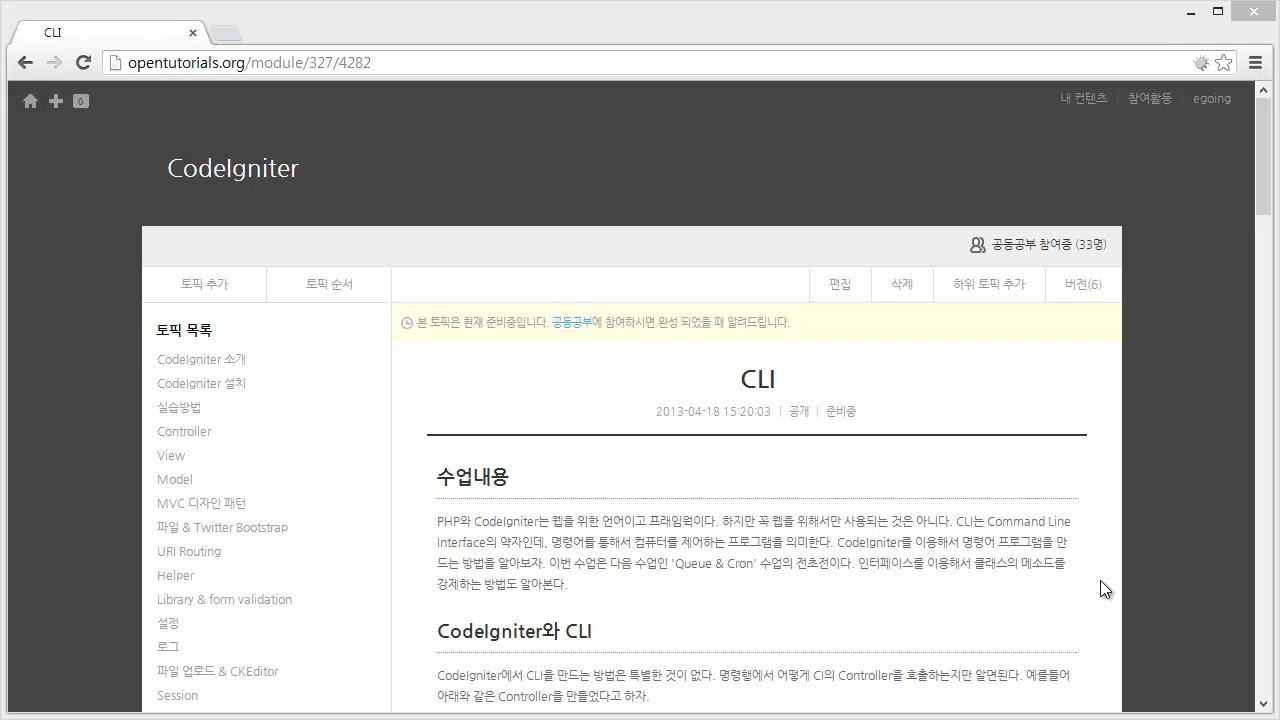 CLI
opentutorials.org/module/327/4282
0
내 컨텐츠 | 참여활동 | egoing
CodeIgniter
공동공부 참여중 (33명)
토픽 추가
토픽 순서
편집
삭제
하위 토픽 추가
버전(6)
본 토픽은 현재 준비중입니다. 공동공부에 참여하시면 완성 되었을 때 알려드립니다.
토픽 목록
CodeIgniter 소개
CodeIgniter 설치
실습방법
Controller
View
Model
MVC 디자인 패턴
파일 & Twitter Bootstrap
URI Routing
Helper
Library & form validation
설정
로그
파일 업로드 & CKEditor
Session
CLI
2013-04-18 15:20:03 | 공개 | 준비중
수업내용
PHP와 CodeIgniter는 웹을 위한 언어이고 프래임웍이다. 하지만 꼭 웹을 위해서만 사용되는 것은 아니다. CLI는 Command Line
Interface의 약자인데, 명령어를 통해서 컴퓨터를 제어하는 프로그램을 의미한다. CodeIgniter를 이용해서 명령어 프로그램을 만
드는 방법을 알아보자. 이번 수업은 다음 수업인 'Queue & Cron' 수업의 전초전이다. 인터페이스를 이용해서 클래스의 메소드를
강제하는 방법도 알아본다.
CodeIgniter와 CLI
CodeIgniter에서 CLI을 만드는 방법은 특별한 것이 없다. 명령행에서 어떻게 CI의 Controller을 호출하는지만 알면된다. 예를들어
아래와 같은 Controller을 만들었다고 하자.